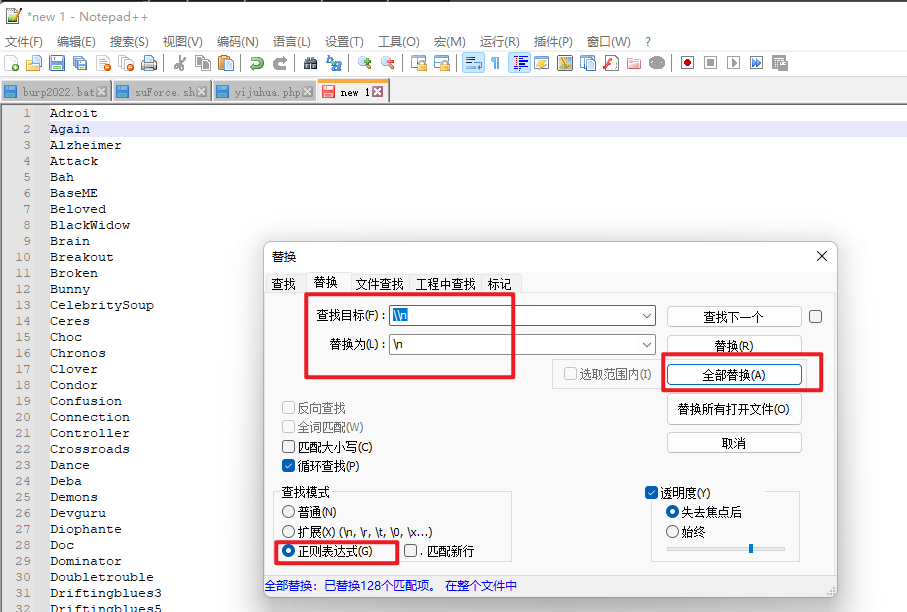 *new 1 - Notepad++
文件(F) 编辑(E) 搜索(S) 视图(V) 编码(N) 语言(L) 设置(T) 工具(O) 宏(M) 运行(R) 插件(P) 窗口(W) ?
burp2022.bat suForce.sh yijuhua.php new 1
1 Adroit
2 Again
3 Alzheimer
4 Attack
5 Bah
6 BaseME
7 Beloved
8 BlackWidow
9 Brain
10 Breakout
11 Broken
12 Bunny
13 CelebritySoup
14 Ceres
15 Choc
16 Chronos
17 Clover
18 Condor
19 Confusion
20 Connection
21 Controller
22 Crossroads
23 Dance
24 Deba
25 Demons
26 Devguru
27 Diophante
28 Doc
29 Dominator
30 Doubletrouble
31 Driftingblues3
32 Driftingblues5
替换
查找 替换 文件查找 工程中查找 标记
查找目标(F) : \\n 查找下一个
替换为(L) : \n 替换(R)
选取范围内(I) 全部替换(A)
反向查找 替换所有打开文件(O)
全词匹配(W)
匹配大小写(C) 取消
循环查找(P)
查找模式 透明度(Y)
普通(N) 失去焦点后
扩展(X) (\n, \r, \t, \0, \x...) 始终
正则表达式(G) . 匹配新行
全部替换: 已替换128个匹配项。 在整个文件中